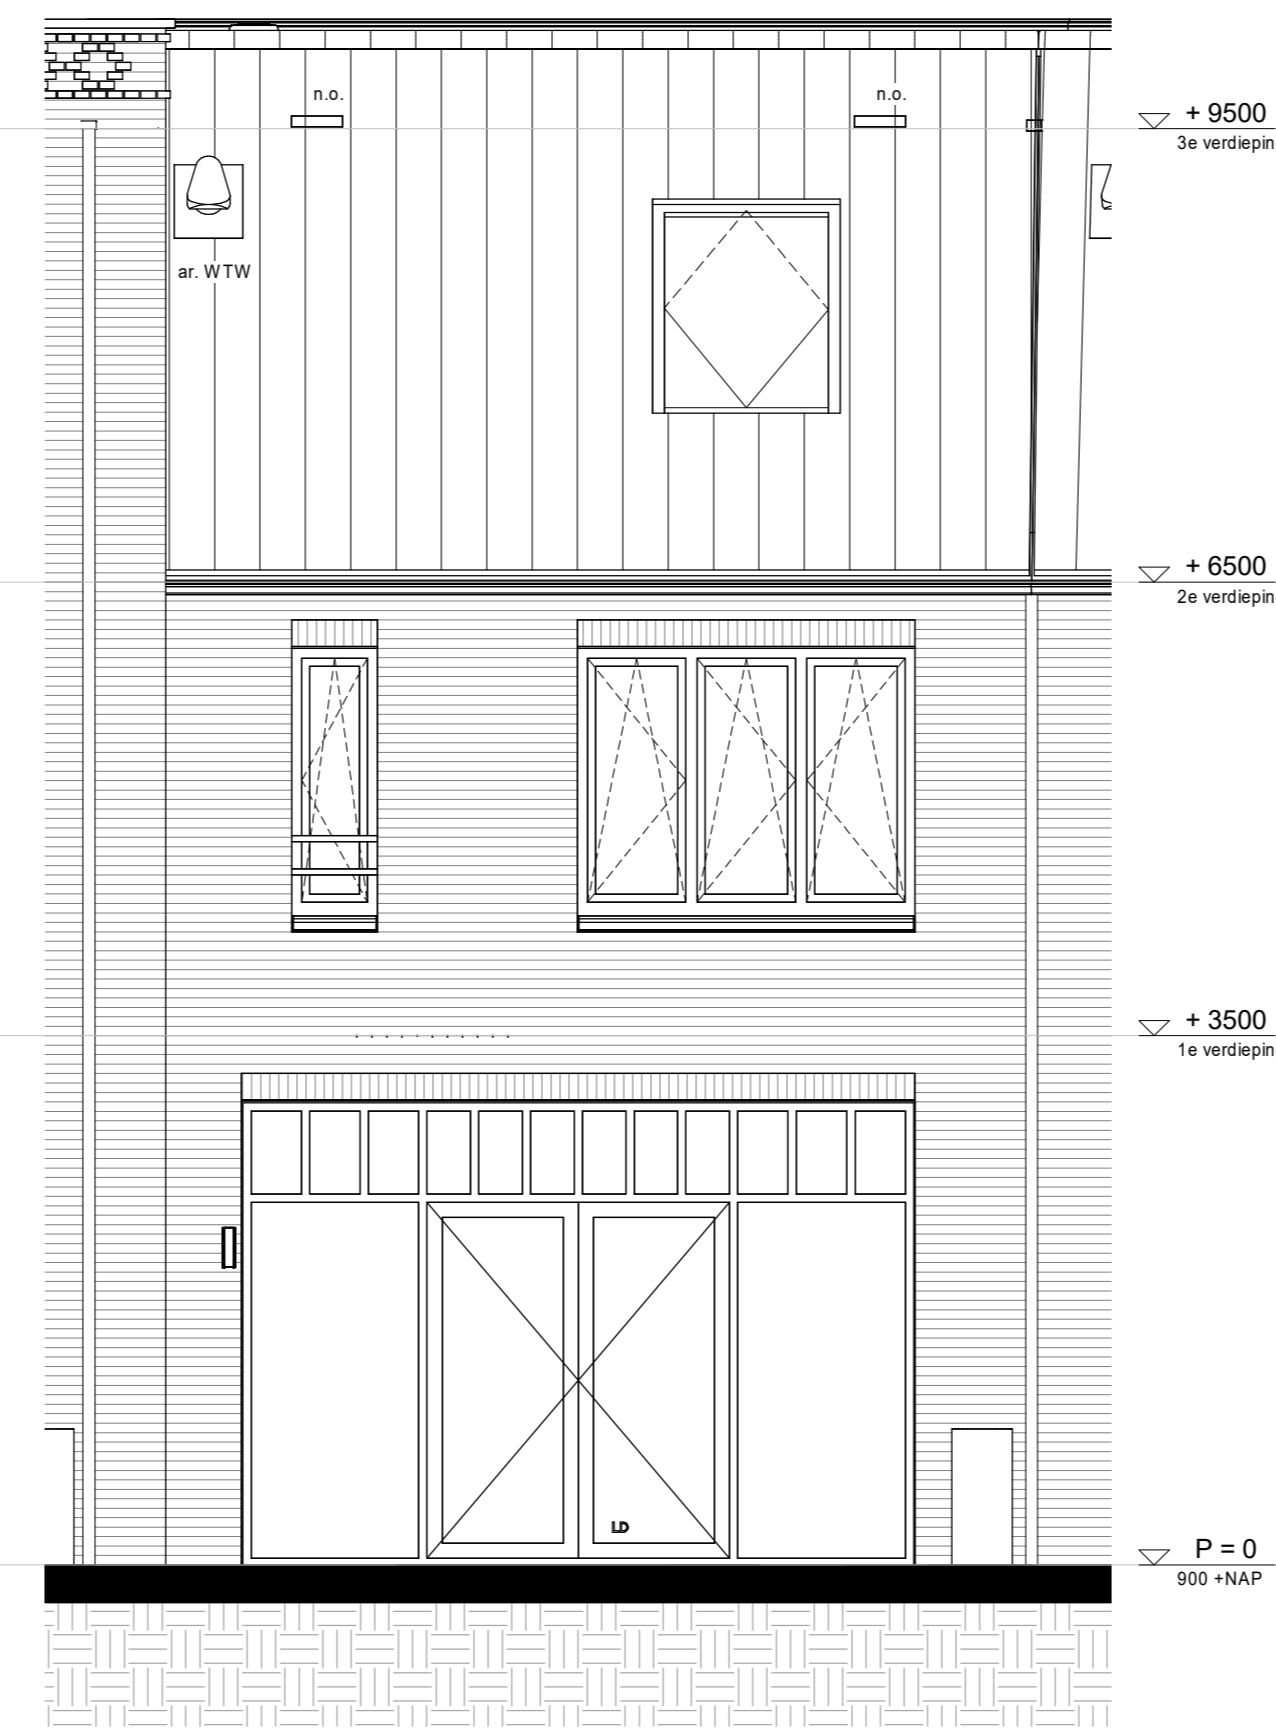 n.o.
n.o.
+ 9500
3e verdiepin
ar. WTW
+ 6500
2e verdiepin
+ 3500
1e verdiepin
LD
P = 0
900 +NAP